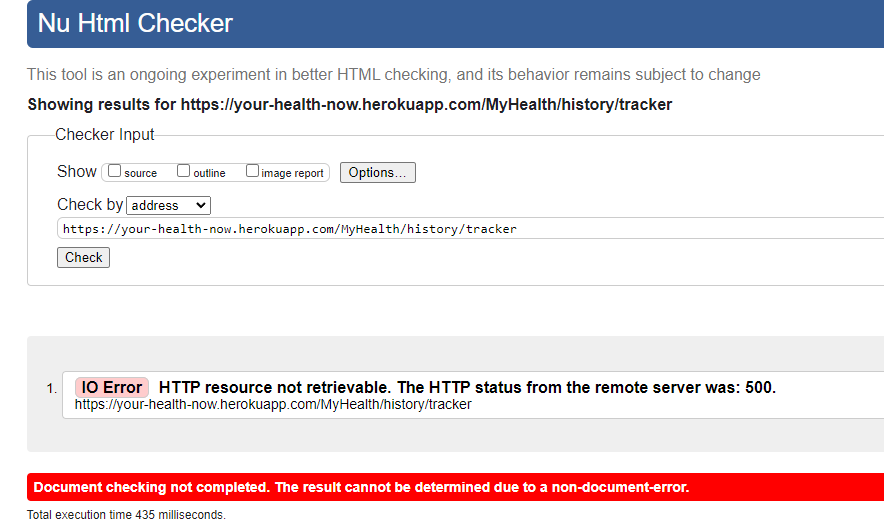 Nu Html Checker
This tool is an ongoing experiment in better HTML checking, and its behavior remains subject to change
Showing results for https://your-health-now.herokuapp.com/MyHealth/history/tracker
Checker Input
Show source outline image report Options...
Check by address
https://your-health-now.herokuapp.com/MyHealth/history/tracker
Check
1. IO Error HTTP resource not retrievable. The HTTP status from the remote server was: 500.
https://your-health-now.herokuapp.com/MyHealth/history/tracker
Document checking not completed. The result cannot be determined due to a non-document-error.
Total execution time 435 milliseconds.